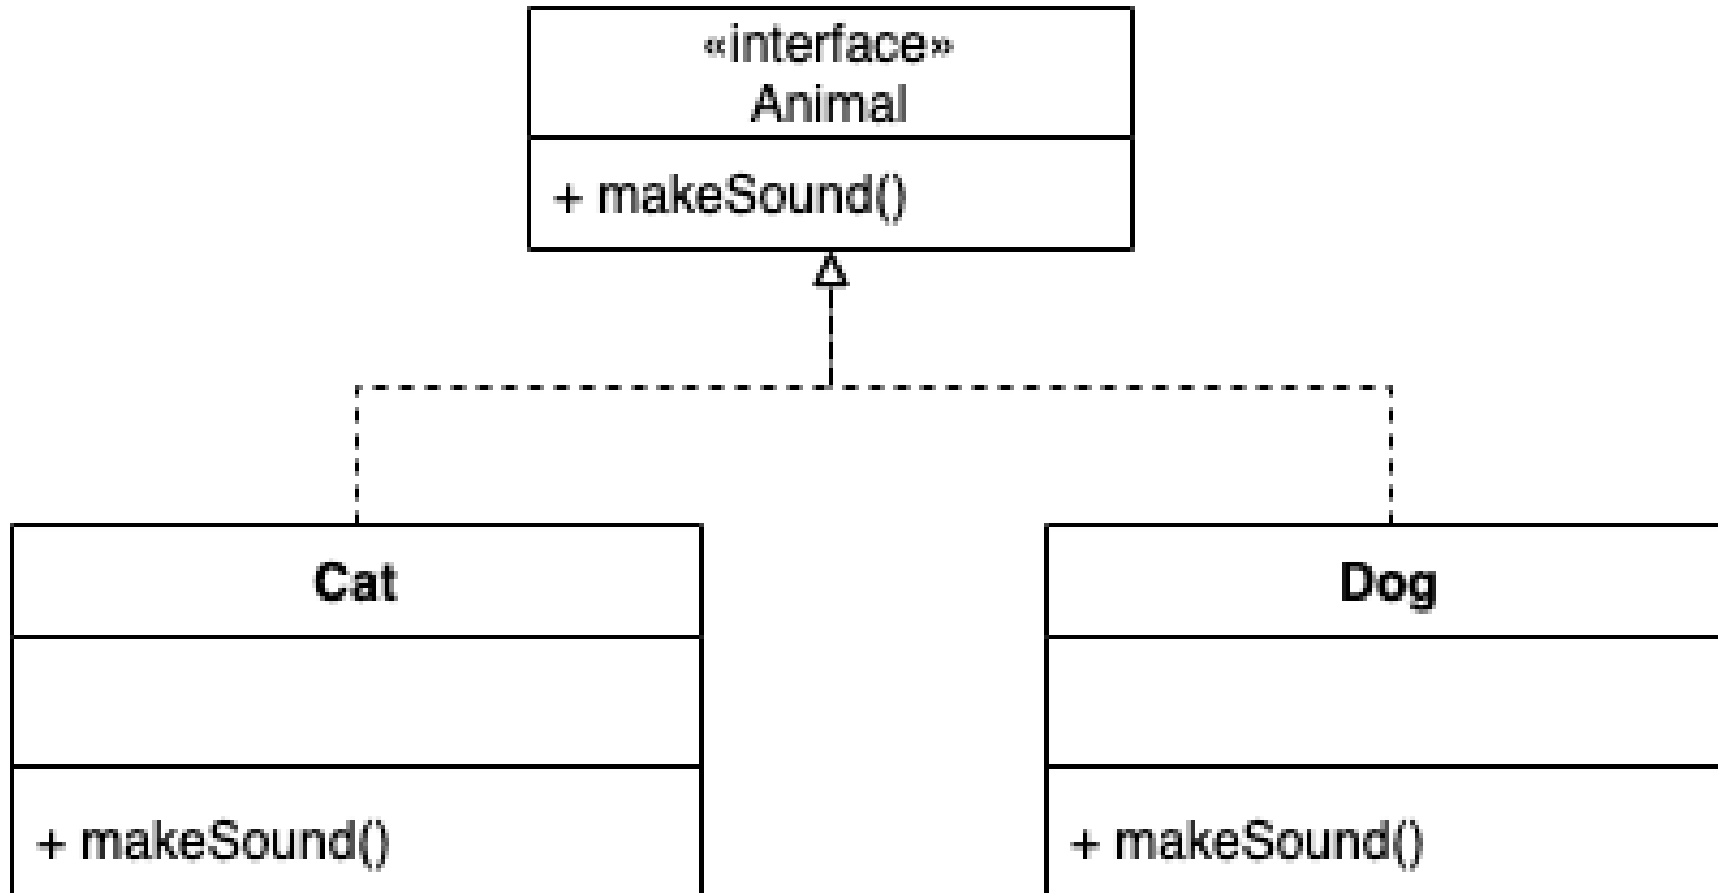 «interface»
Animal
+ makeSound()
Cat
Dog
+ makeSound()
+ makeSound()